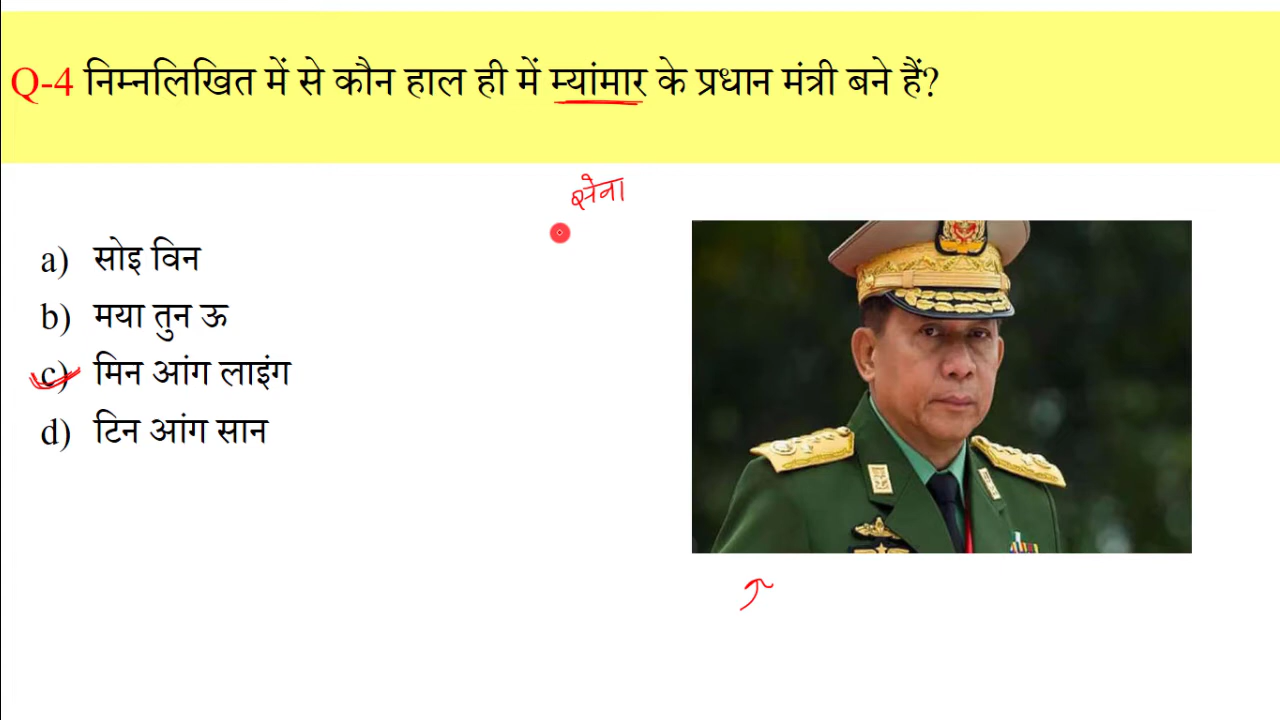 Q-4 निम्नलिखित में से कौन हाल ही में म्यांमार के प्रधान मंत्री बने हैं?
सेना
a) सोइ विन
b) मया तुन ऊ
c) मिन आंग लाइंग
d) टिन आंग सान